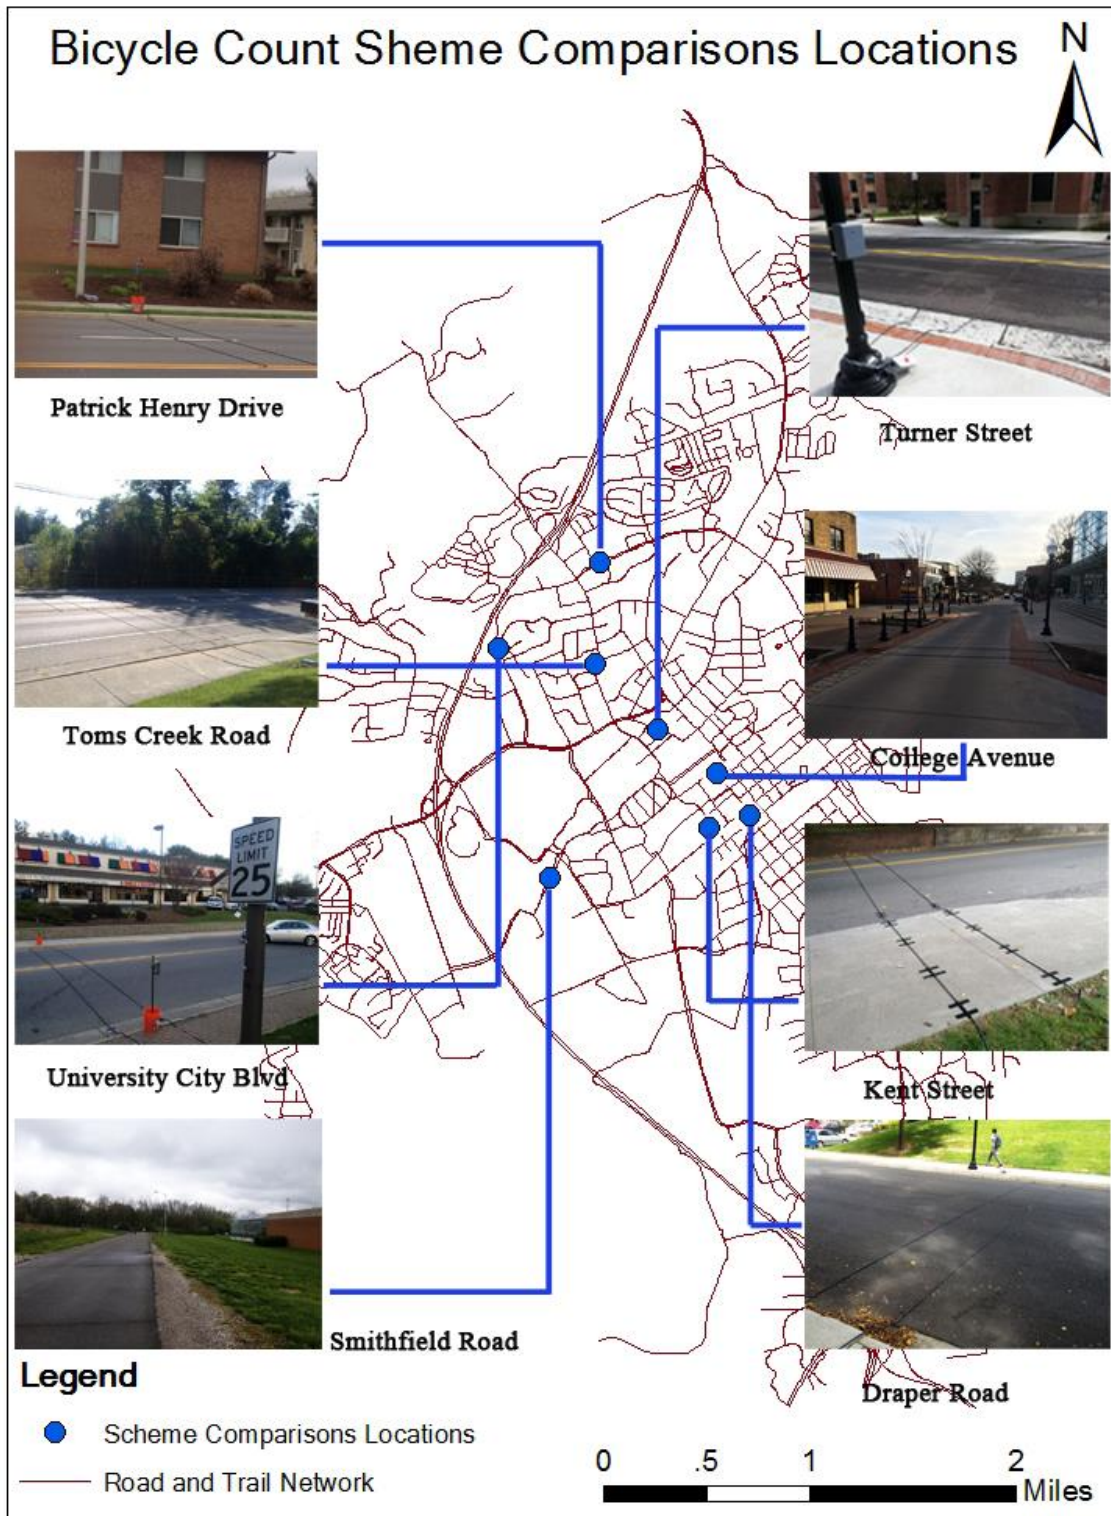 Bicycle Count Sheme Comparisons Locations
N
Patrick Henry Drive
Turner Street
Toms Creek Road
College Avenue
SPEED
LIMIT
25
University City Blvd
Kent Street
Smithfield Road
Draper Road
Legend
Scheme Comparisons Locations
Road and Trail Network
0 .5 1 2
Miles